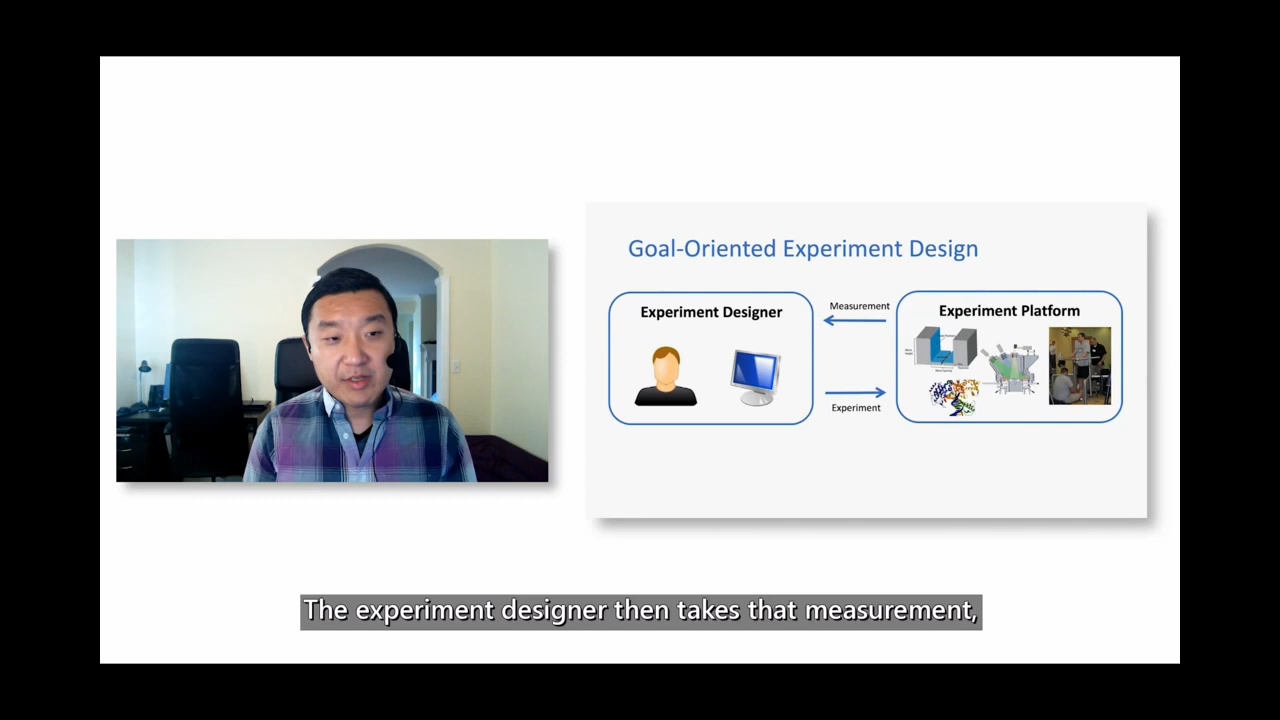 Goal-Oriented Experiment Design
Experiment Designer
Measurement
Experiment
Experiment Platform
The experiment designer then takes that measurement,